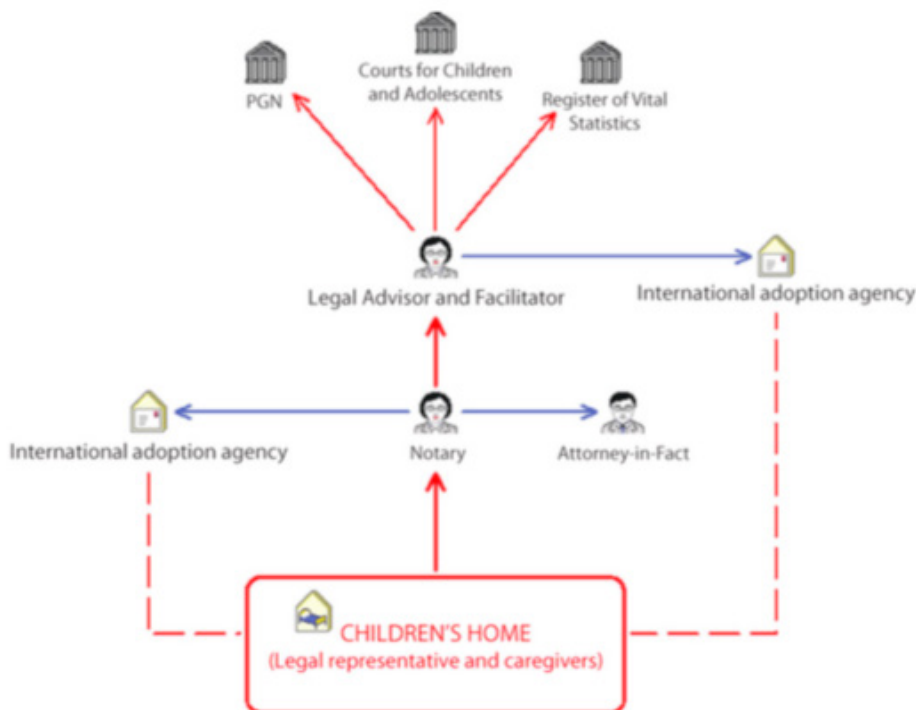 PGN
Courts for Children
and Adolescents
Register of Vital
Statistics
Legal Advisor and Facilitator
International adoption agency
International adoption agency
Notary
Attorney-in-Fact
CHILDREN'S HOME
(Legal representative and caregivers)